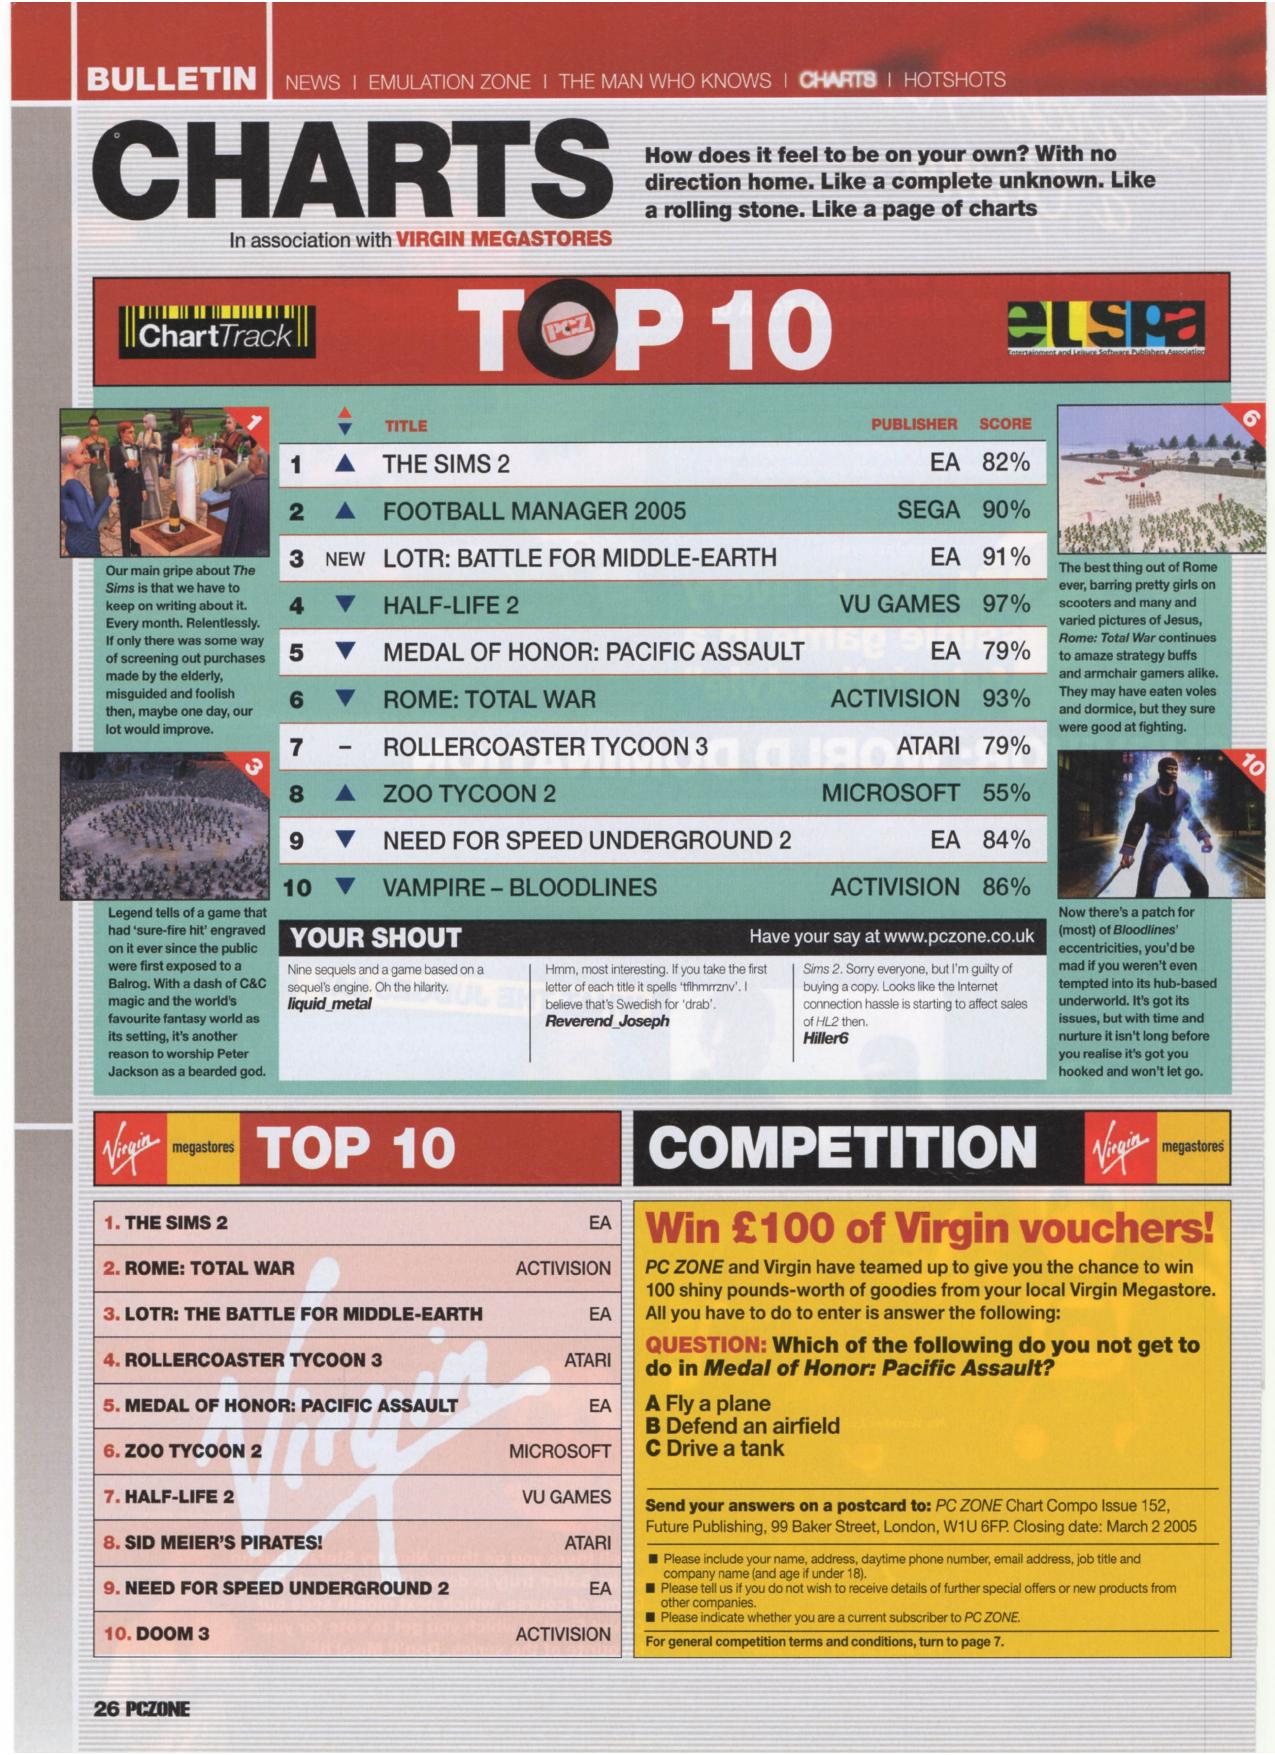 BULLETIN
NEWS | EMULATION ZONE | THE MAN WHO KNOWS | CHARTS | HOTSHOTS
CHARTS
In association with VIRGIN MEGASTORES
How does it feel to be on your own? With no
direction home. Like a complete unknown. Like
a rolling stone. Like a page of charts
ChartTrack
TOP 10
PCZ
elspa
Entertainment and Leisure Software Publishers Association
TITLE PUBLISHER SCORE
1 ▲ THE SIMS 2 EA 82%
2 ▲ FOOTBALL MANAGER 2005 SEGA 90%
3 NEW LOTR: BATTLE FOR MIDDLE-EARTH EA 91%
4 ▼ HALF-LIFE 2 VU GAMES 97%
5 ▼ MEDAL OF HONOR: PACIFIC ASSAULT EA 79%
6 ▼ ROME: TOTAL WAR ACTIVISION 93%
7 – ROLLERCOASTER TYCOON 3 ATARI 79%
8 ▲ ZOO TYCOON 2 MICROSOFT 55%
9 ▼ NEED FOR SPEED UNDERGROUND 2 EA 84%
10 ▼ VAMPIRE – BLOODLINES ACTIVISION 86%
1
Our main gripe about The
Sims is that we have to
keep on writing about it.
Every month. Relentlessly.
If only there was some way
of screening out purchases
made by the elderly,
misguided and foolish
then, maybe one day, our
lot would improve.
3
Legend tells of a game that
had ‘sure-fire hit’ engraved
on it ever since the public
were first exposed to a
Balrog. With a dash of C&C
magic and the world’s
favourite fantasy world as
its setting, it’s another
reason to worship Peter
Jackson as a bearded god.
6
The best thing out of Rome
ever, barring pretty girls on
scooters and many and
varied pictures of Jesus,
Rome: Total War continues
to amaze strategy buffs
and armchair gamers alike.
They may have eaten voles
and dormice, but they sure
were good at fighting.
10
Now there’s a patch for
(most) of Bloodlines’
eccentricities, you’d be
mad if you weren’t even
tempted into its hub-based
underworld. It’s got its
issues, but with time and
nurture it isn’t long before
you realise it’s got you
hooked and won’t let go.
YOUR SHOUT
Have your say at www.pczone.co.uk
Nine sequels and a game based on a
sequel’s engine. Oh the hilarity.
liquid_metal
Hmm, most interesting. If you take the first
letter of each title it spells ‘tflhmrrznv’. I
believe that’s Swedish for ‘drab’.
Reverend_Joseph
Sims 2. Sorry everyone, but I’m guilty of
buying a copy. Looks like the Internet
connection hassle is starting to affect sales
of HL2 then.
Hiller6
Virgin megastores TOP 10
1. THE SIMS 2 EA
2. ROME: TOTAL WAR ACTIVISION
3. LOTR: THE BATTLE FOR MIDDLE-EARTH EA
4. ROLLERCOASTER TYCOON 3 ATARI
5. MEDAL OF HONOR: PACIFIC ASSAULT EA
6. ZOO TYCOON 2 MICROSOFT
7. HALF-LIFE 2 VU GAMES
8. SID MEIER’S PIRATES! ATARI
9. NEED FOR SPEED UNDERGROUND 2 EA
10. DOOM 3 ACTIVISION
Virgin
COMPETITION Virgin megastores
Win £100 of Virgin vouchers!
PC ZONE and Virgin have teamed up to give you the chance to win
100 shiny pounds-worth of goodies from your local Virgin Megastore.
All you have to do to enter is answer the following:
QUESTION: Which of the following do you not get to
do in Medal of Honor: Pacific Assault?
A Fly a plane
B Defend an airfield
C Drive a tank
Send your answers on a postcard to: PC ZONE Chart Compo Issue 152,
Future Publishing, 99 Baker Street, London, W1U 6FP. Closing date: March 2 2005
■ Please include your name, address, daytime phone number, email address, job title and
company name (and age if under 18).
■ Please tell us if you do not wish to receive details of further special offers or new products from
other companies.
■ Please indicate whether you are a current subscriber to PC ZONE.
For general competition terms and conditions, turn to page 7.
26 PCZONE